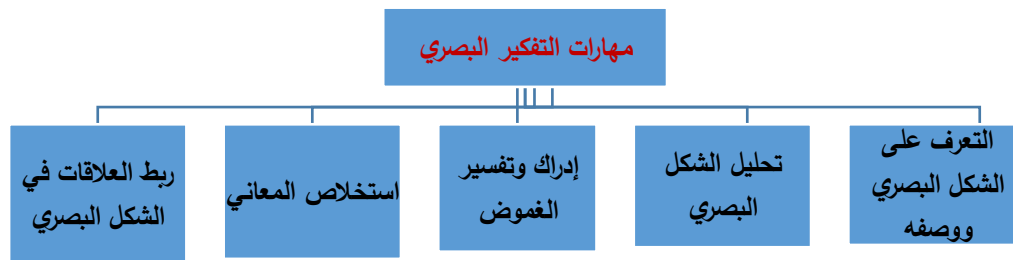 مهارات التفكير البصري
التعرف على
الشكل البصري
ووصفه
تحليل الشكل
البصري
إدراك وتفسير
الغموض
استخلاص المعاني
ربط العلاقات في
الشكل البصري